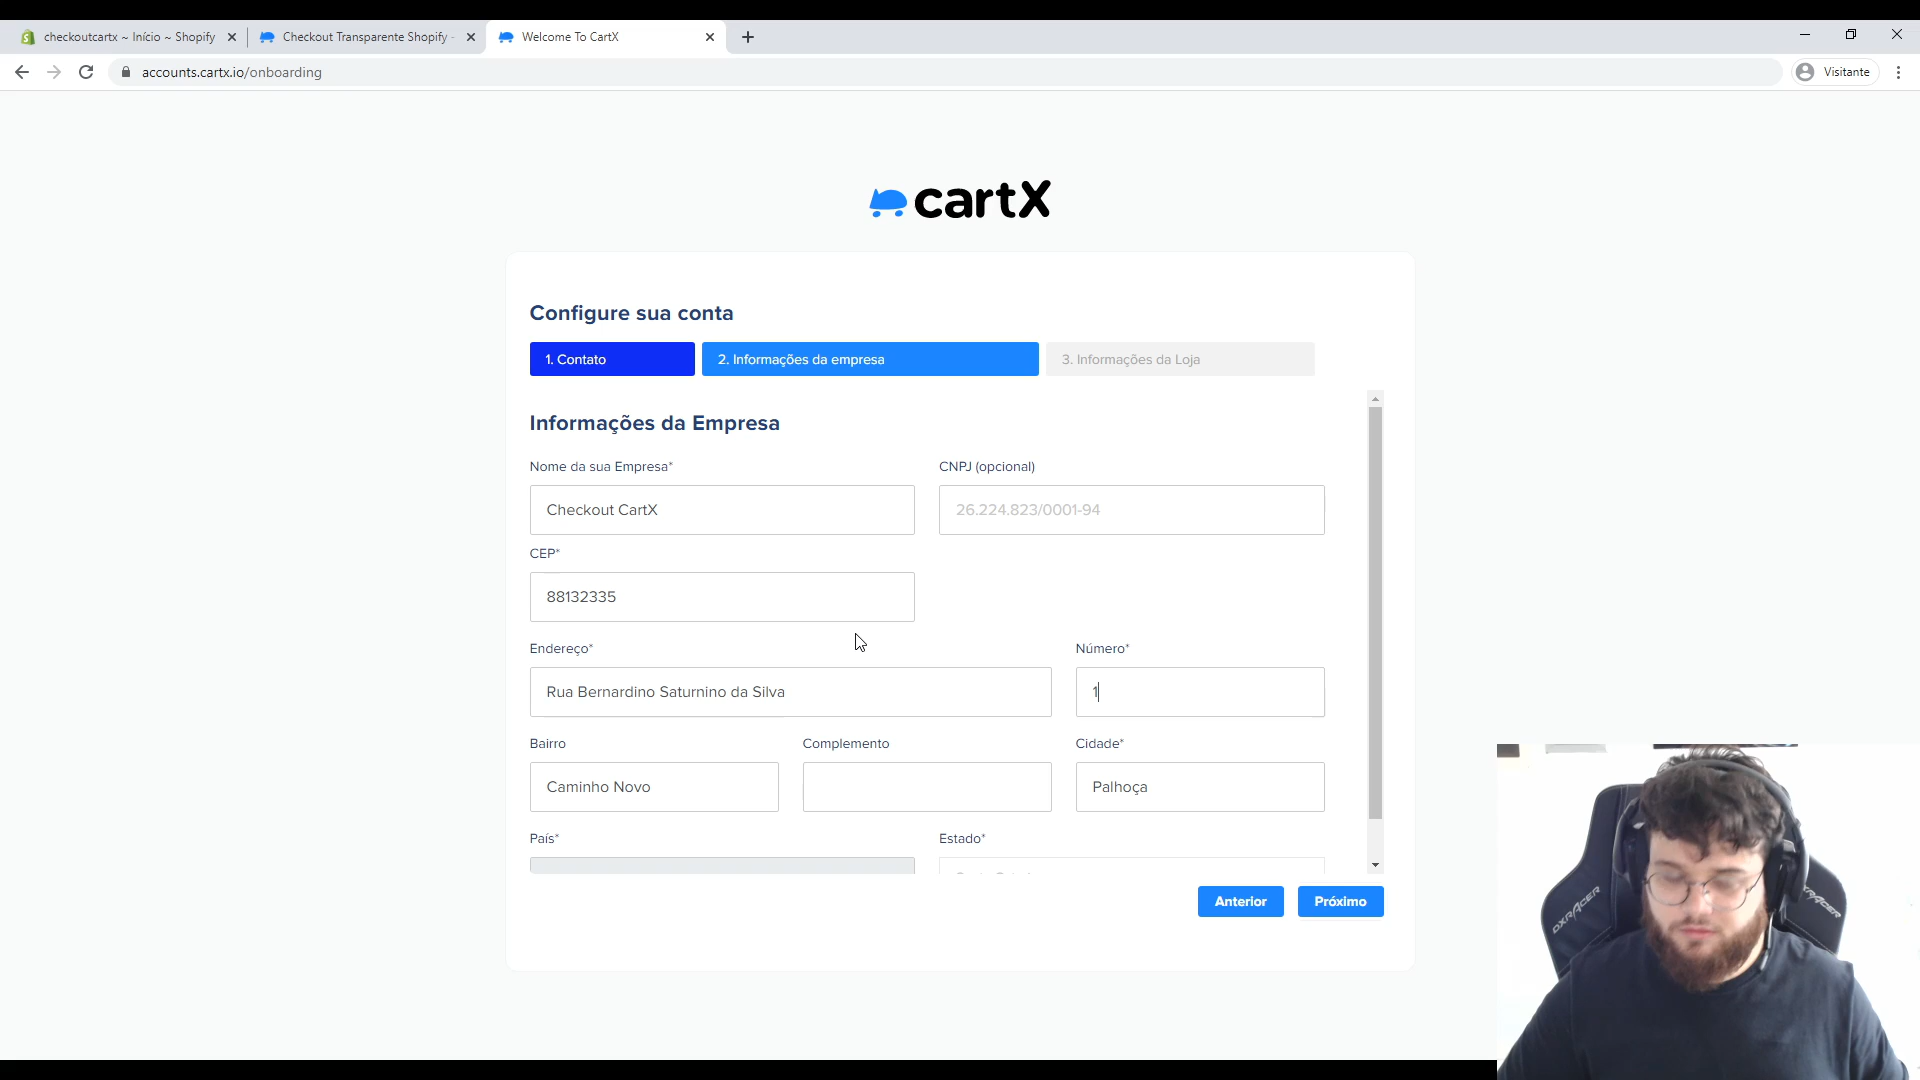 checkoutcartx ~ Início ~ Shopify
Checkout Transparente Shopify -
Welcome To CartX
accounts.cartx.io/onboarding
Visitante
cartX
Configure sua conta
1. Contato
2. Informações da empresa
3. Informações da Loja
Informações da Empresa
Nome da sua Empresa*
CNPJ (opcional)
Checkout CartX
26.224.823/0001-94
CEP*
88132335
Endereço*
Número*
Rua Bernardino Saturnino da Silva
1
Bairro
Complemento
Cidade*
Caminho Novo
Palhoça
País*
Estado*
Anterior
Próximo
DXRACER